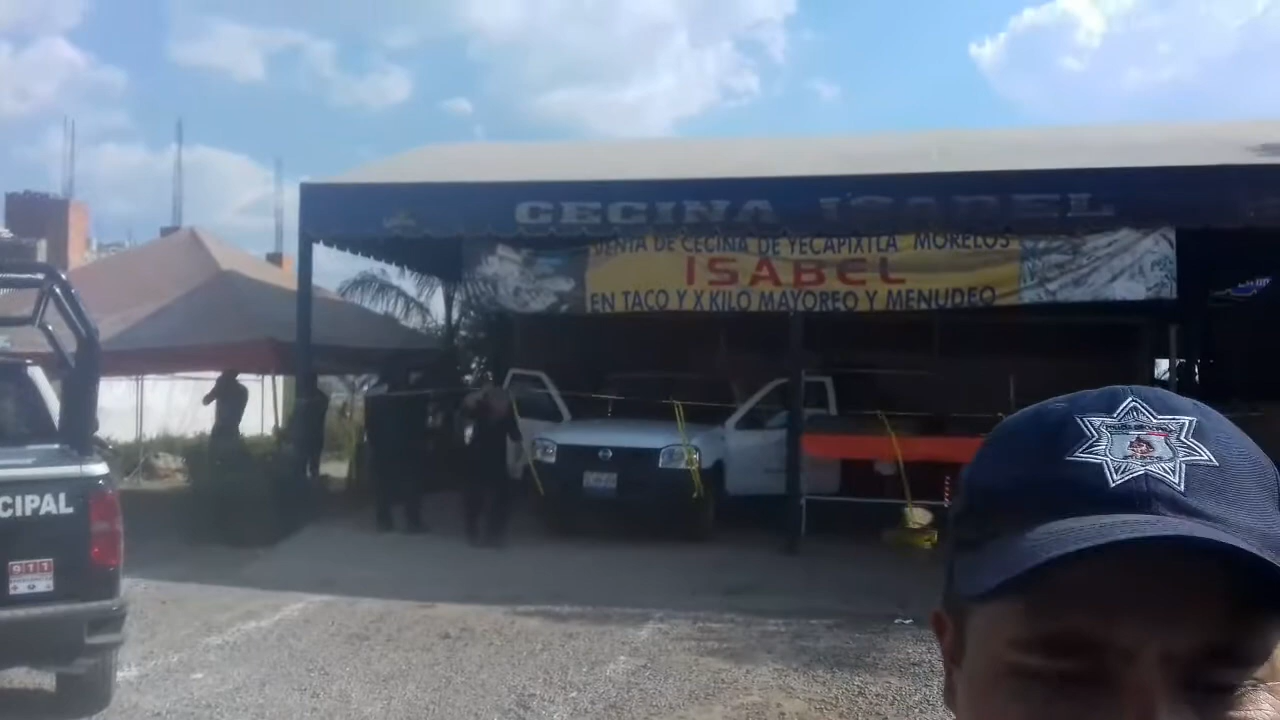 CECINA ISABEL
VENTA DE CECINA DE YECAPIXTLA MORELOS
ISABEL
EN TACO Y X KILO MAYOREO Y MENUDEO
CIPAL
911